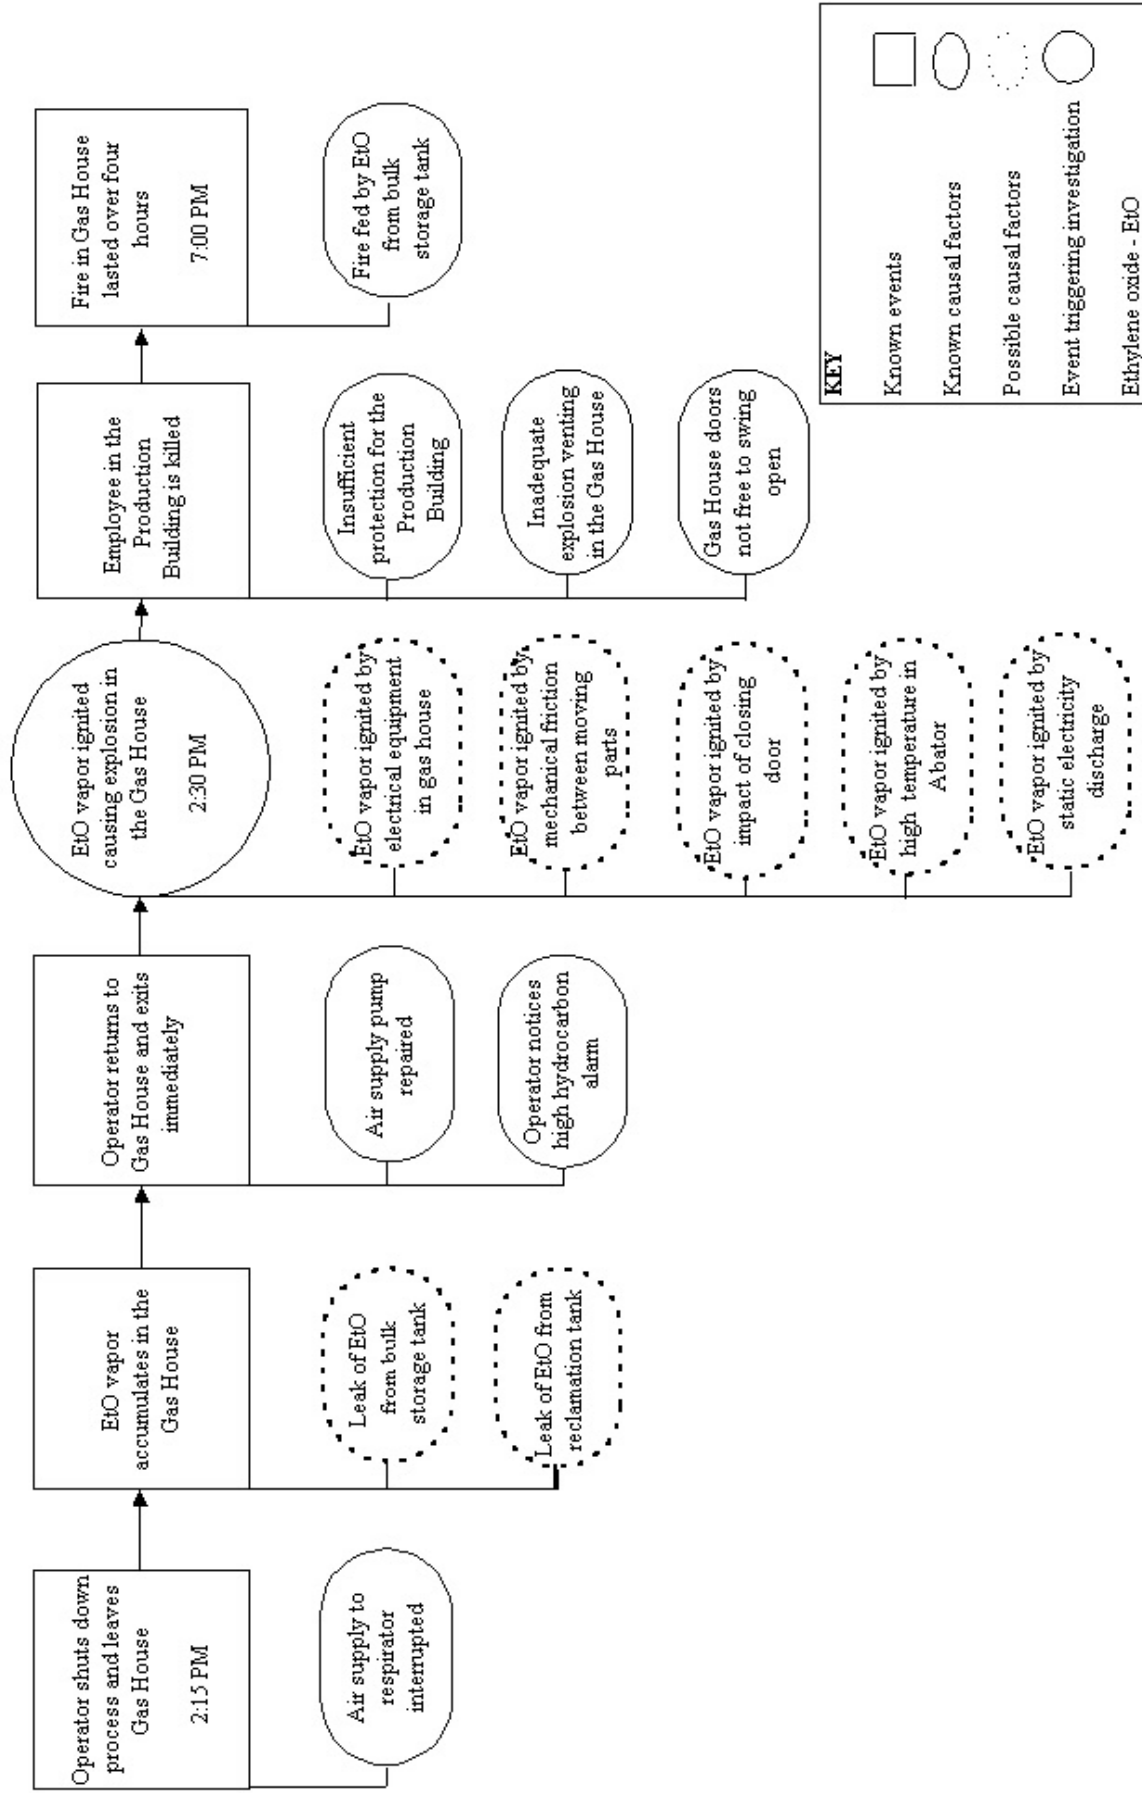 Operator shuts down
process and leaves
Gas House
2:15 PM
Air supply to
respirator
interrupted
EtO vapor
accumulates in the
Gas House
Leak of EtO
from bulk
storage tank
Leak of EtO from
reclamation tank
Operator returns to
Gas House and exits
immediately
Air supply pump
repaired
Operator notices
high hydrocarbon
alarm
EtO vapor ignited
causing explosion in
the Gas House
2:30 PM
EtO vapor ignited by
electrical equipment
in gas house
EtO vapor ignited by
mechanical friction
between moving
parts
EtO vapor ignited by
impact of closing
door
EtO vapor ignited by
high temperature in
Abator
EtO vapor ignited by
static electricity
discharge
Employee in the
Production
Building is killed
Insufficient
protection for the
Production
Building
Inadequate
explosion venting
in the Gas House
Gas House doors
not free to swing
open
Fire in Gas House
lasted over four
hours
7:00 PM
Fire fed by EtO
from bulk
storage tank
KEY
Known events
Known causal factors
Possible causal factors
Event triggering investigation
Ethylene oxide - EtO